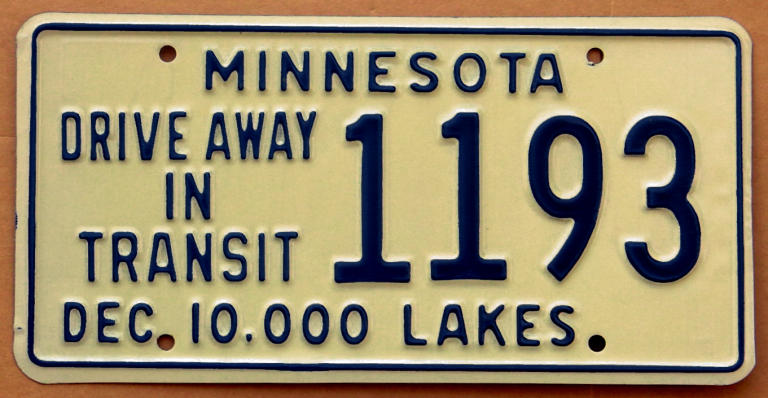 MINNESOTA
DRIVE AWAY
IN
TRANSIT
1193
DEC. 10,000 LAKES